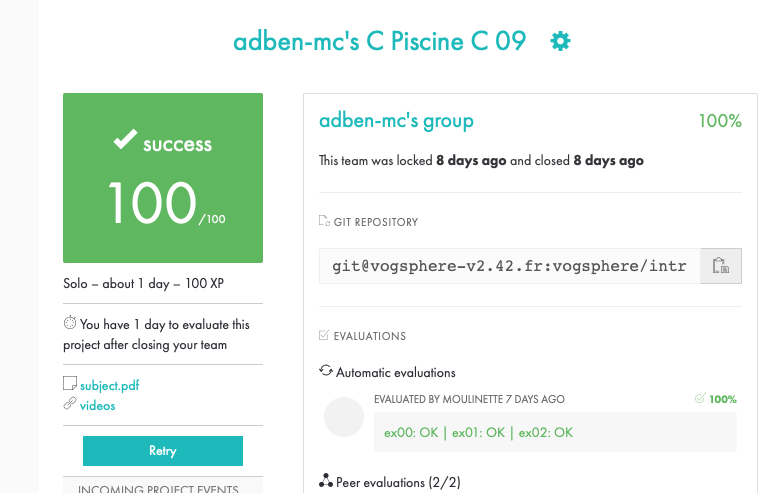 adben-mc's C Piscine C 09
success
100/100
Solo – about 1 day – 100 XP
You have 1 day to evaluate this
project after closing your team
subject.pdf
videos
Retry
INCOMING PROJECT EVENTS
adben-mc's group
100%
This team was locked 8 days ago and closed 8 days ago
GIT REPOSITORY
git@vogsphere-v2.42.fr:vogsphere/intr
EVALUATIONS
Automatic evaluations
EVALUATED BY MOULINETTE 7 DAYS AGO
100%
ex00: OK | ex01: OK | ex02: OK
Peer evaluations (2/2)